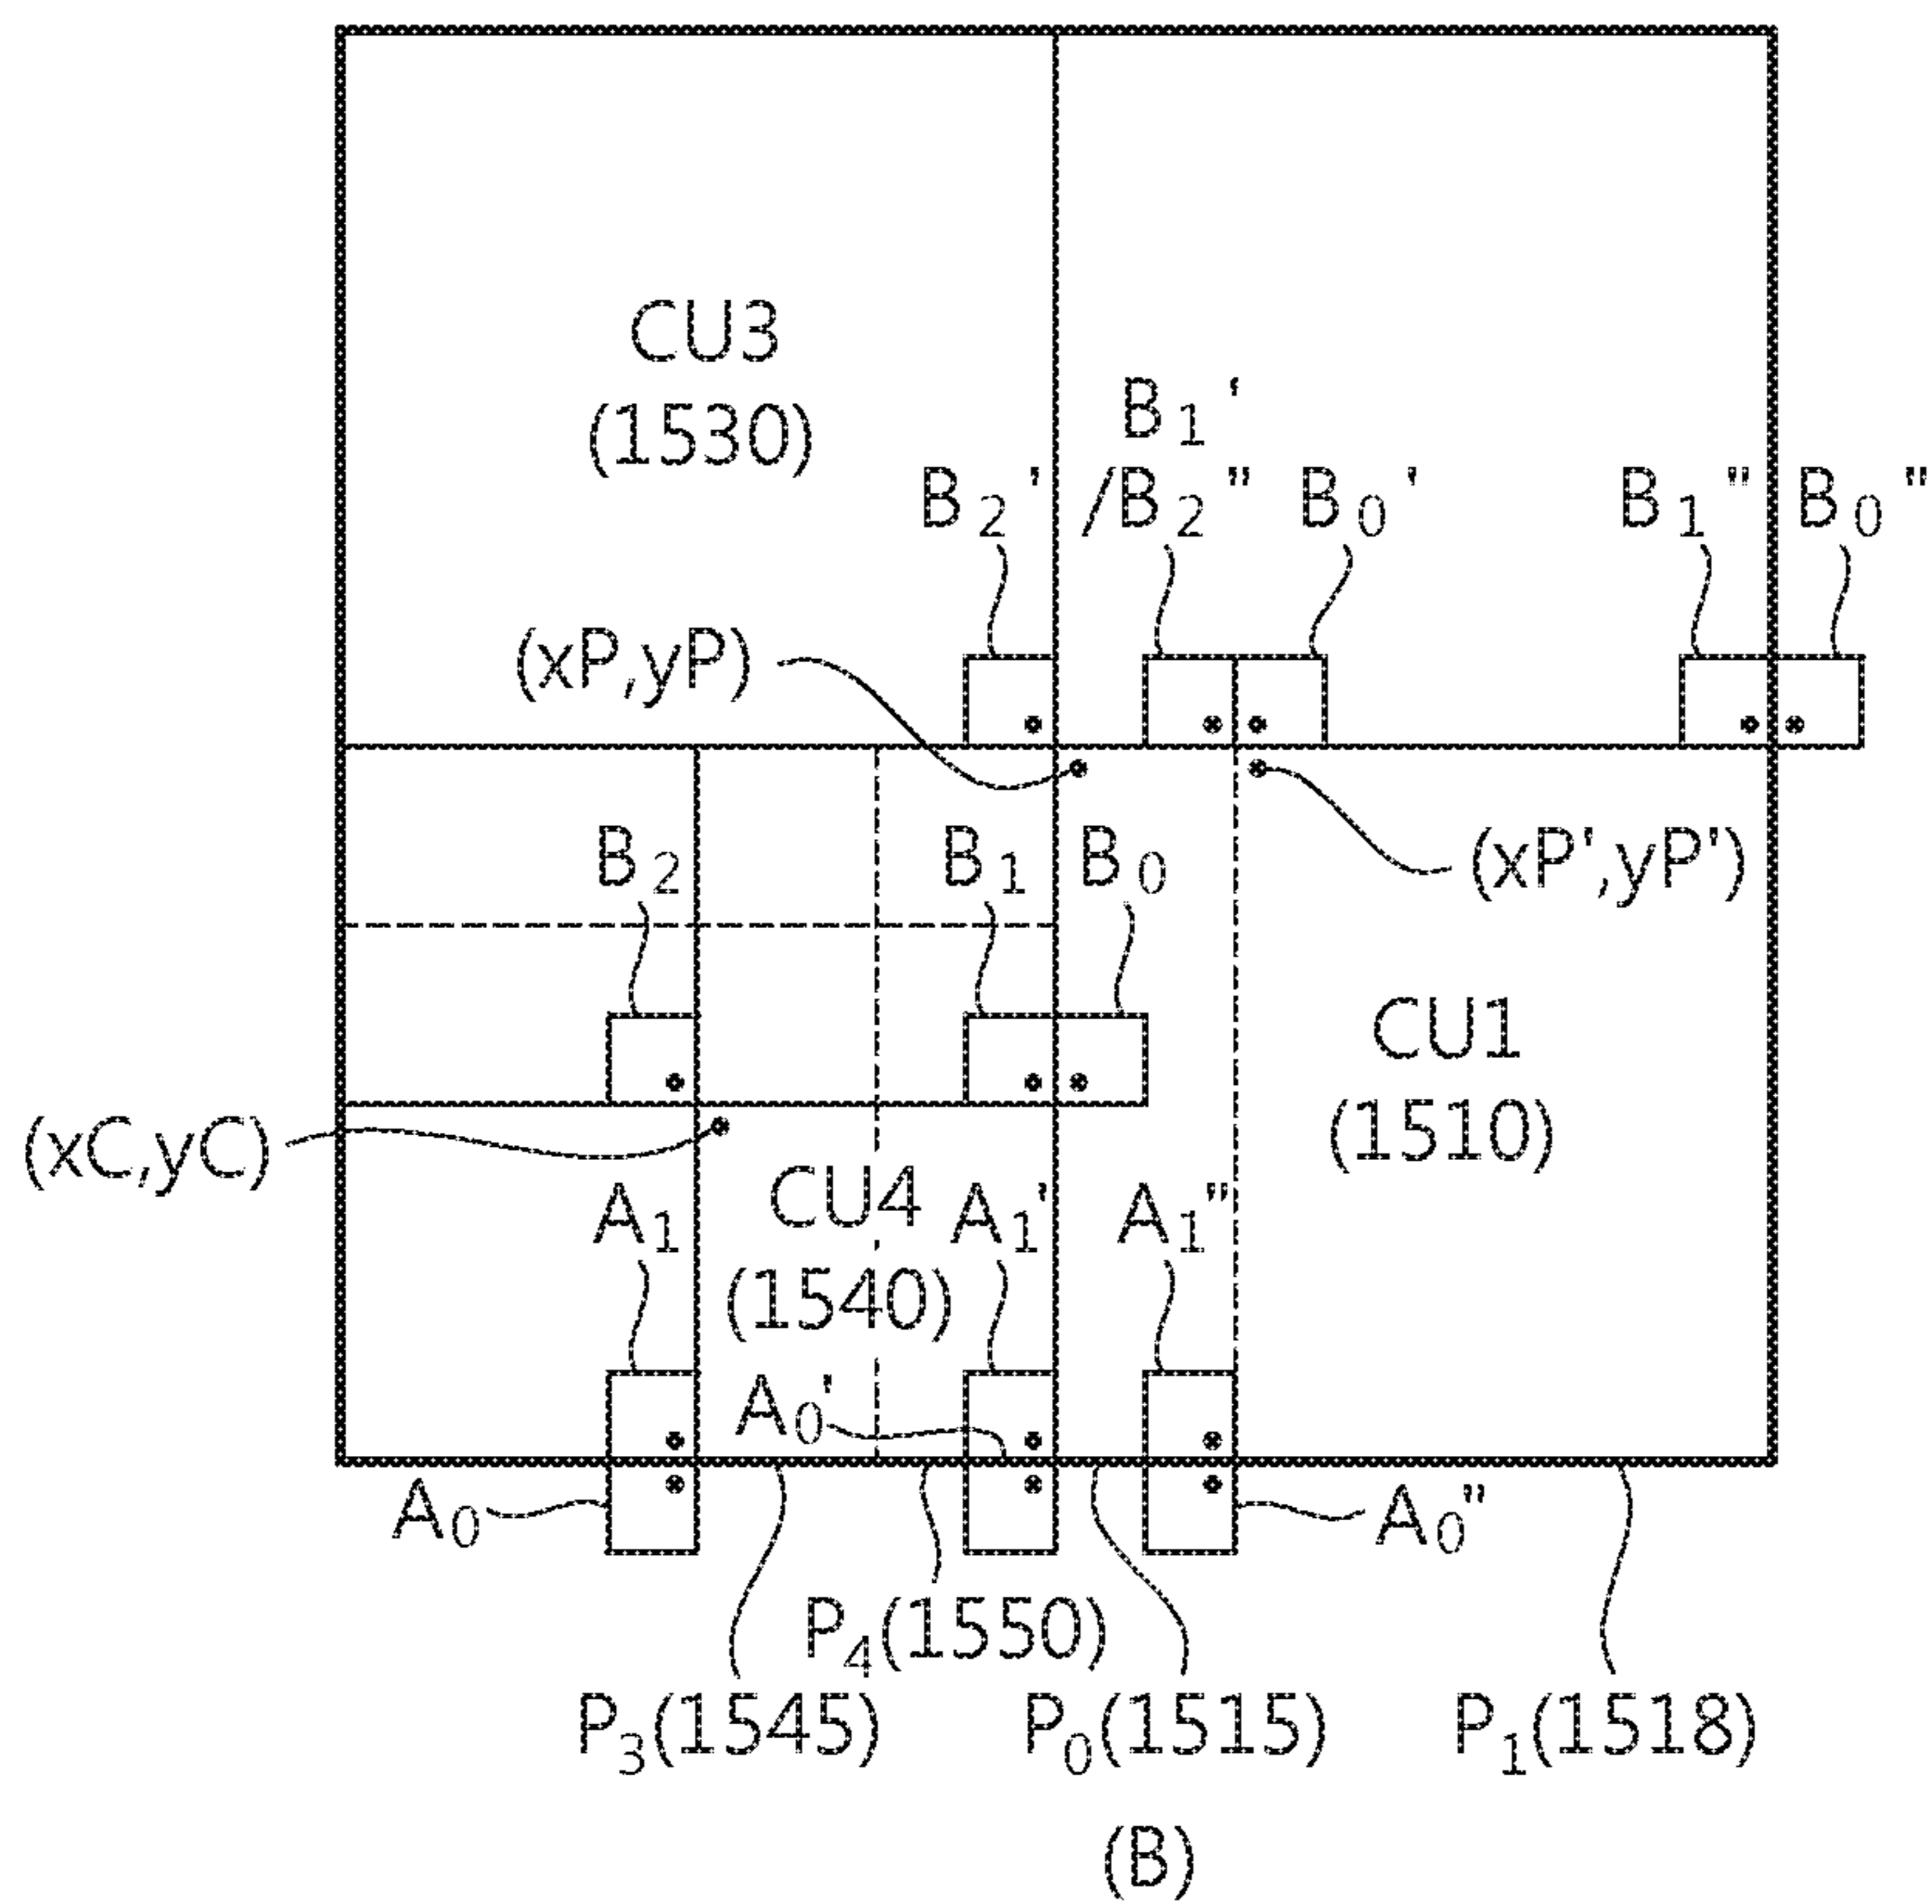 CU3
(1530)
B1'
B2' /B2" B0' B1" B0"
(xP,yP)
B2 B1 B0 (xP',yP')
CU1
(1510)
(xC,yC)
CU4
A1 A1' A1"
(1540)
A0'
A0 A0"
P4(1550)
P3(1545) P0(1515) P1(1518)
(B)